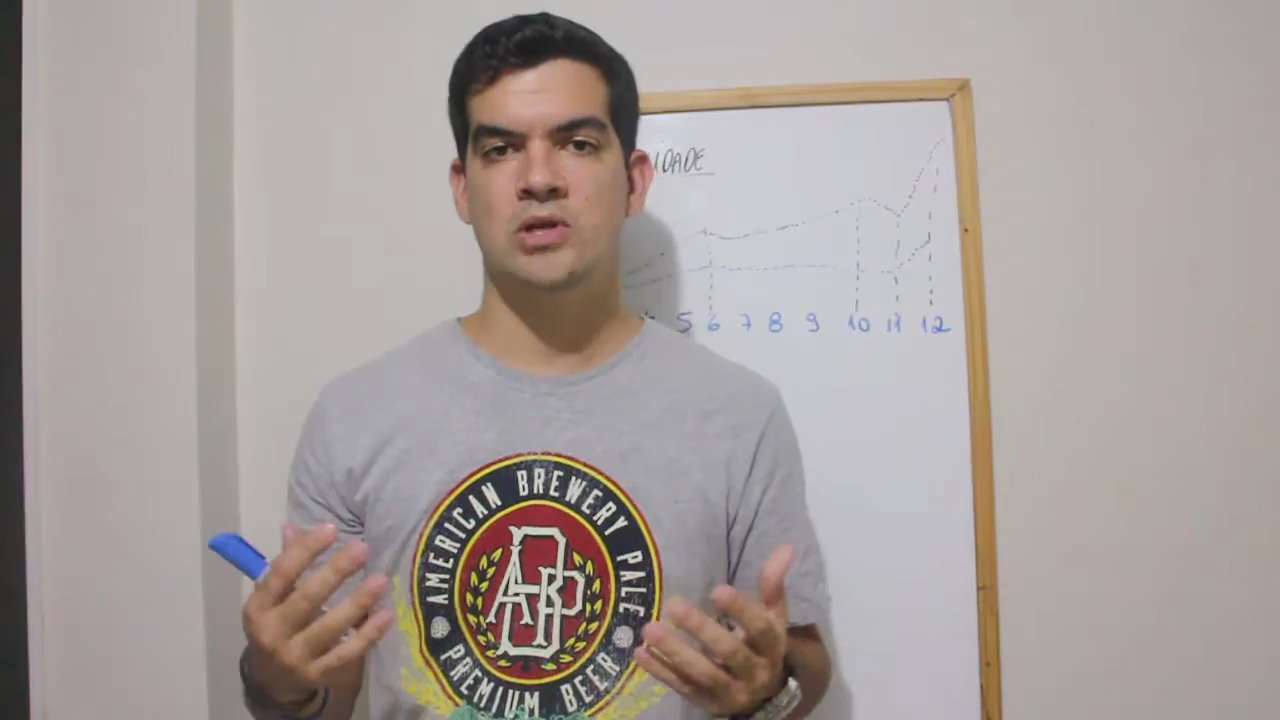 IDADE
5 6 7 8 9 10 11 12
AMERICAN BREWERY PALE
ABP
PREMIUM BEER